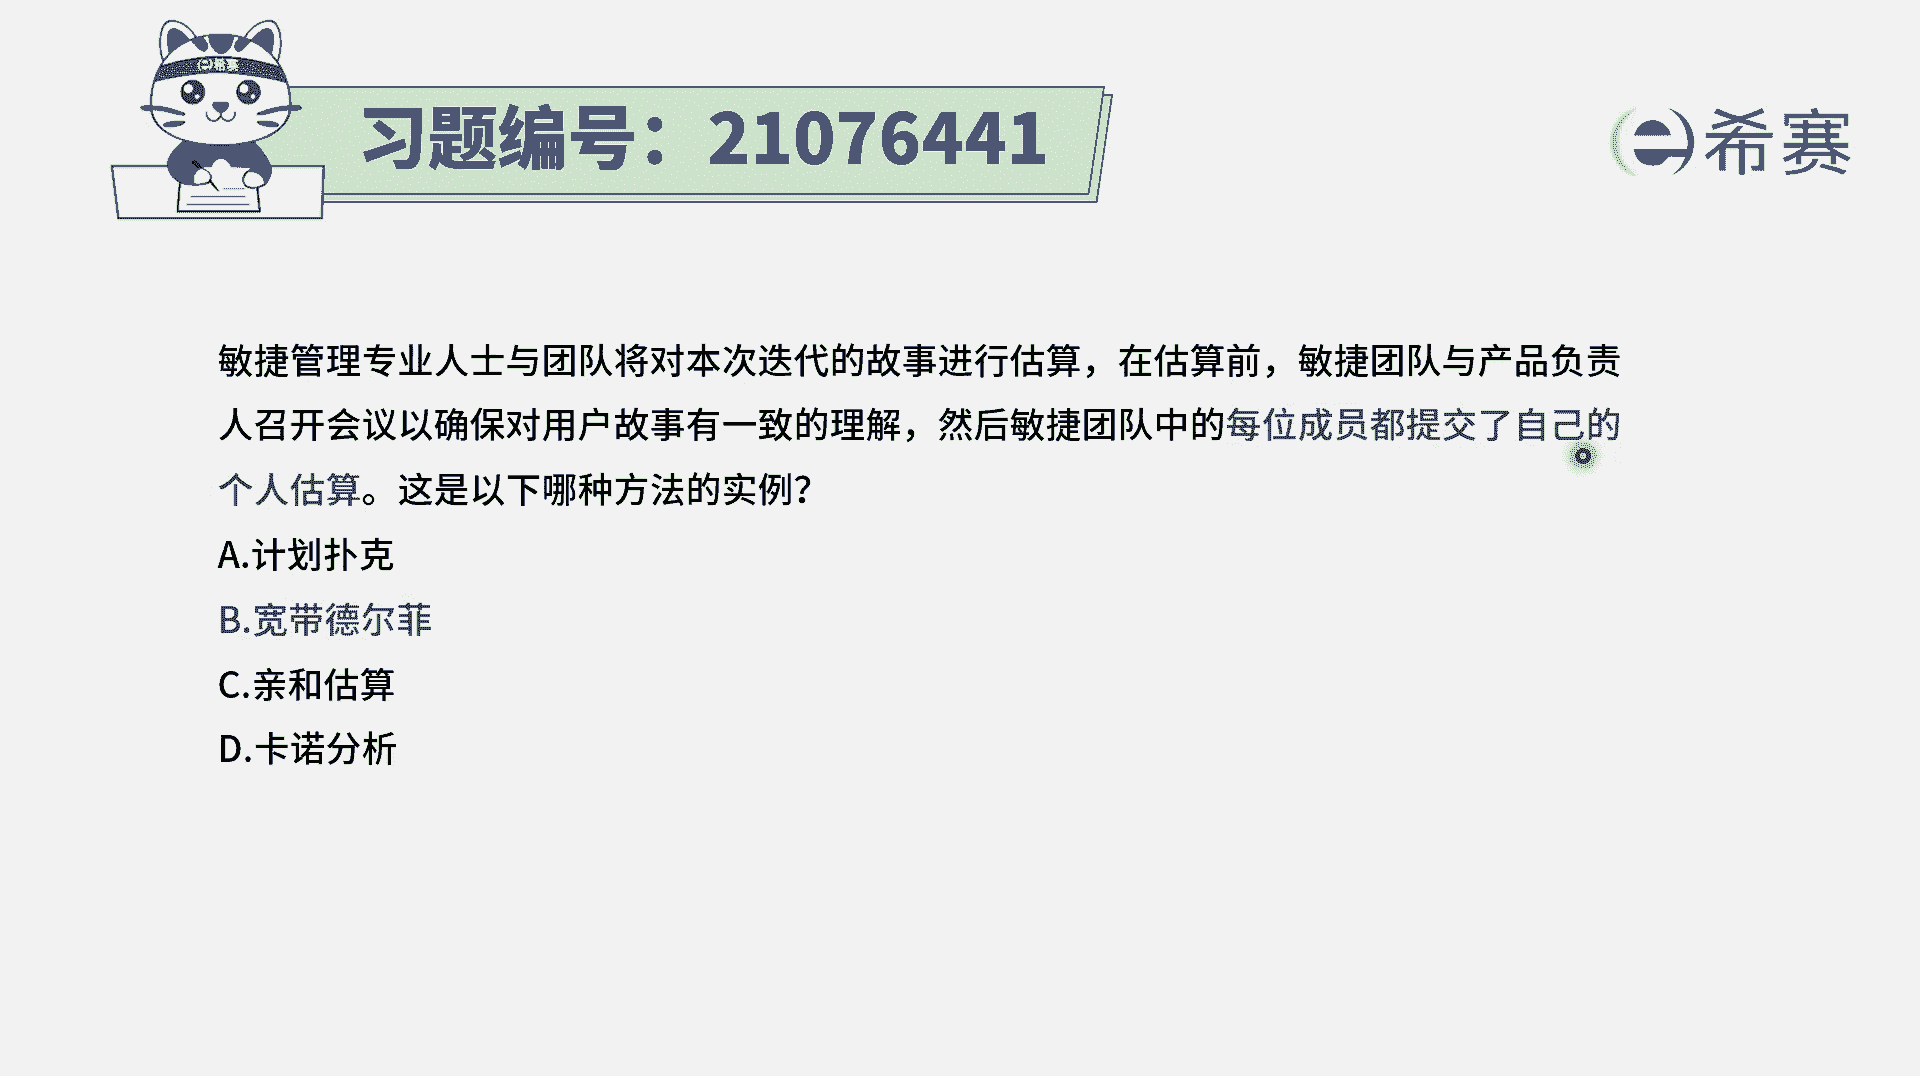 希赛
习题编号：21076441
希赛
敏捷管理专业人士与团队将对本次迭代的故事进行估算，在估算前，敏捷团队与产品负责
人召开会议以确保对用户故事有一致的理解，然后敏捷团队中的每位成员都提交了自己的
个人估算。这是以下哪种方法的实例？
A.计划扑克
B.宽带德尔菲
C.亲和估算
D.卡诺分析